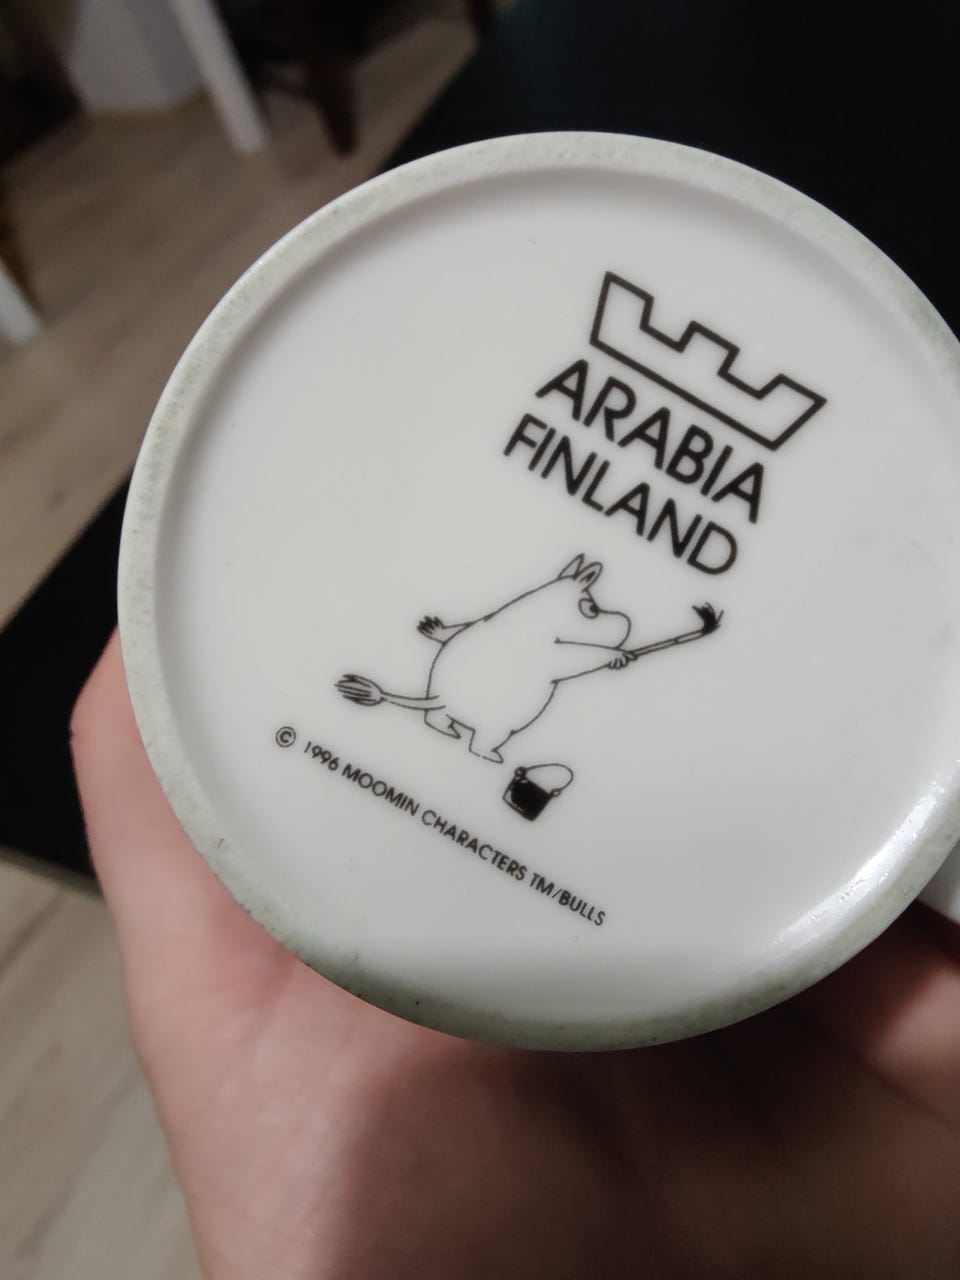 ARABIA
FINLAND
© 1996 MOOMIN CHARACTERS TM/BULLS